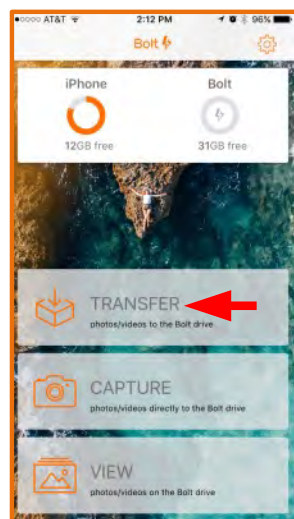 AT&T
2:12 PM
96%
Bolt
iPhone
Bolt
12GB free
31GB free
TRANSFER
photos/videos to the Bolt drive
CAPTURE
photos/videos directly to the Bolt drive
VIEW
photos/videos on the Bolt drive